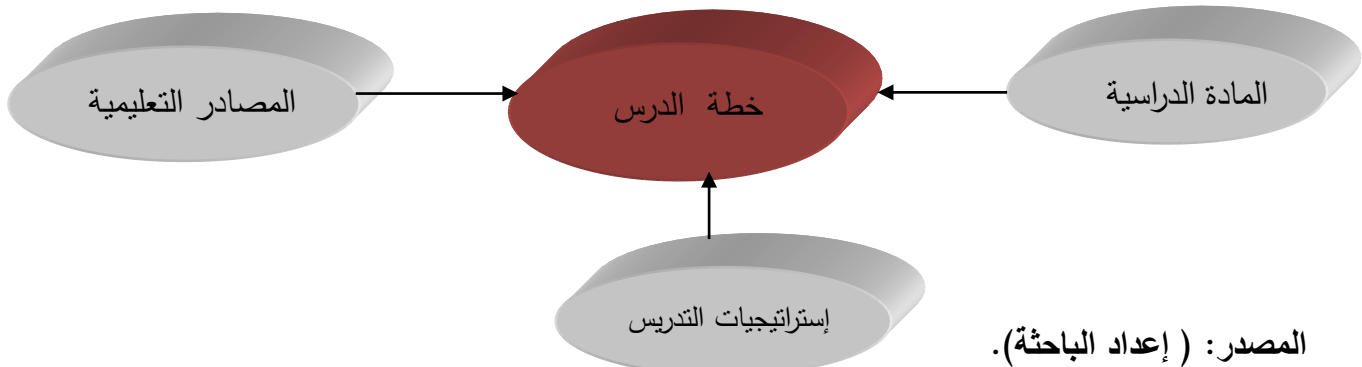 المادة الدراسية
خطة الدرس
المصادر التعليمية
إستراتيجيات التدريس
المصدر: ( إعداد الباحثة).